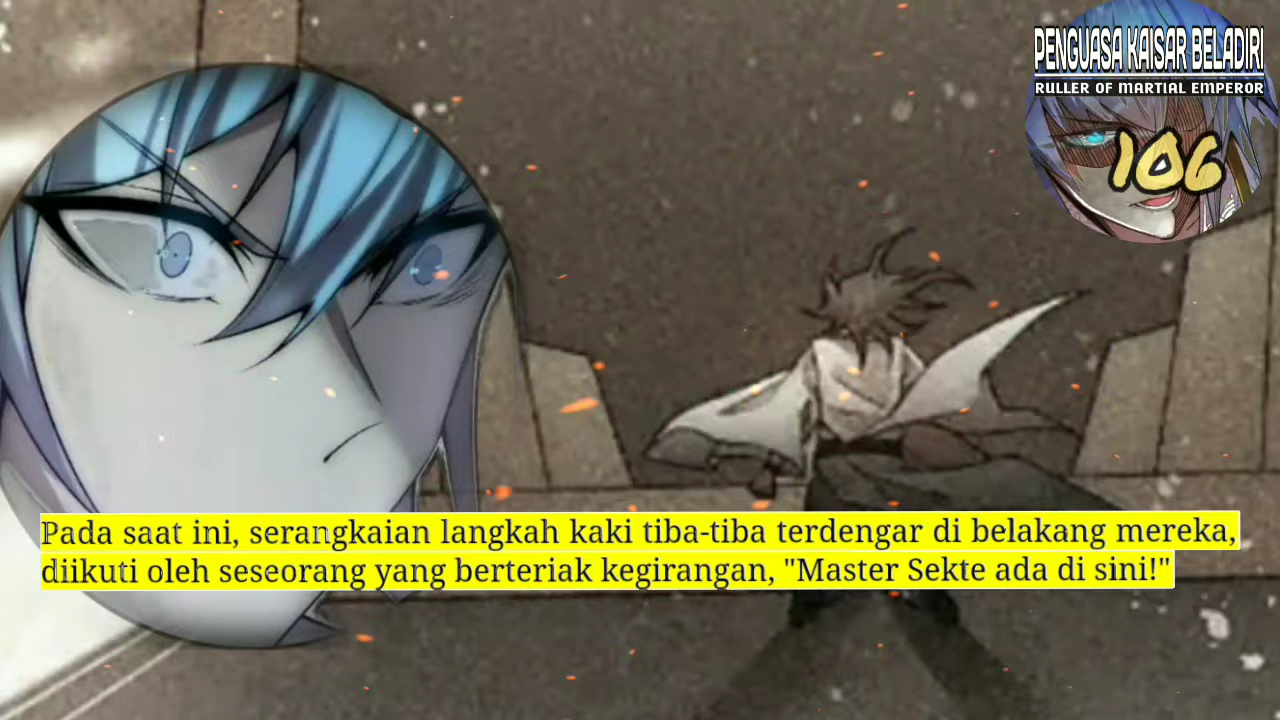 PENGUASA KAISAR BELADIRI
RULLER OF MARTIAL EMPEROR
106
Pada saat ini, serangkaian langkah kaki tiba-tiba terdengar di belakang mereka,
diikuti oleh seseorang yang berteriak kegirangan, "Master Sekte ada di sini!"